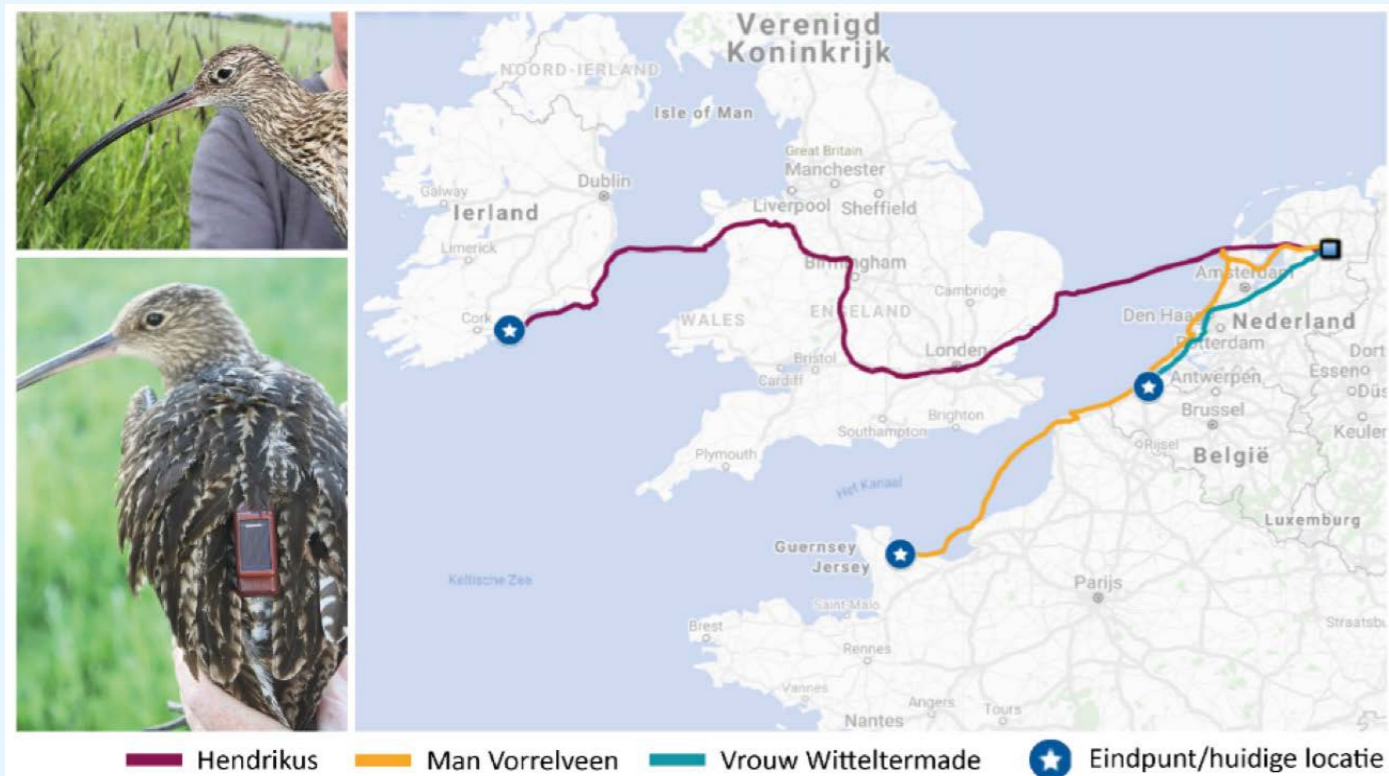 Verenigd
Koninkrijk
NOORD-IERLAND
Isle of Man
Great Britain
Manchester
Galway
Dublin
Liverpool
Sheffield
Ierland
Limerick
Birmingham
Amsterdam
Cambridge
Cork
WALES
ENGELAND
Den Haag
Nederland
Rotterdam
Londen
Bristol
Cardiff
Antwerpen
Dort
Essen
Düs
Brighton
Southampton
Brussel
Keulen
Rijsel
België
Plymouth
Het Kanaal
Luxemburg
Guernsey
Jersey
Keltische Zee
Parijs
Saint-Malo
Straatsbu
Brest
Rennes
Vannes
Angers
Tours
Nantes
Hendrikus
Man Vorrelveen
Vrouw Witteltermade
Eindpunt/huidige locatie